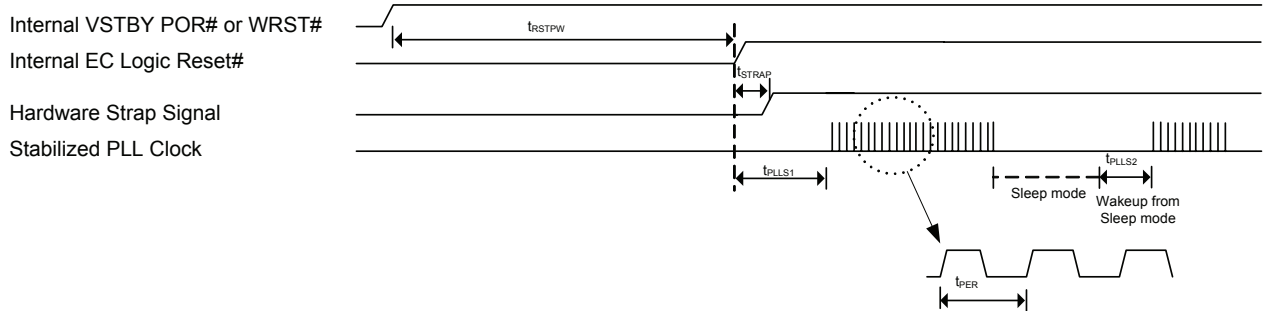 Internal VSTBY POR# or WRST#
tRSTPW
Internal EC Logic Reset#
tSTRAP
Hardware Strap Signal
Stabilized PLL Clock
tPLLS1
tPLLS2
Sleep mode
Wakeup from
Sleep mode
tPER